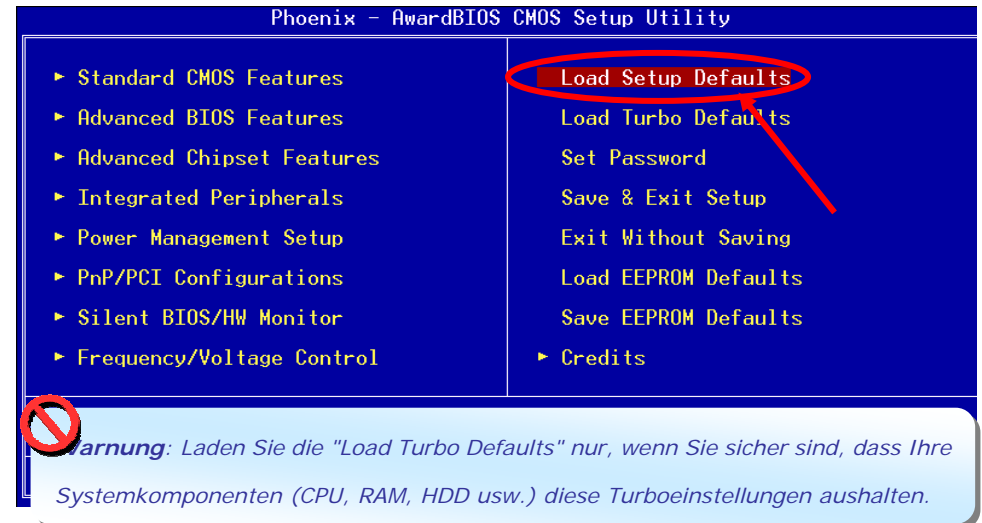 Phoenix - AwardBIOS CMOS Setup Utility
► Standard CMOS Features
► Advanced BIOS Features
► Advanced Chipset Features
► Integrated Peripherals
► Power Management Setup
► PnP/PCI Configurations
► Silent BIOS/HW Monitor
► Frequency/Voltage Control
Load Setup Defaults
Load Turbo Defaults
Set Password
Save & Exit Setup
Exit Without Saving
Load EEPROM Defaults
Save EEPROM Defaults
► Credits
Warnung: Laden Sie die "Load Turbo Defaults" nur, wenn Sie sicher sind, dass Ihre
Systemkomponenten (CPU, RAM, HDD usw.) diese Turboeinstellungen aushalten.